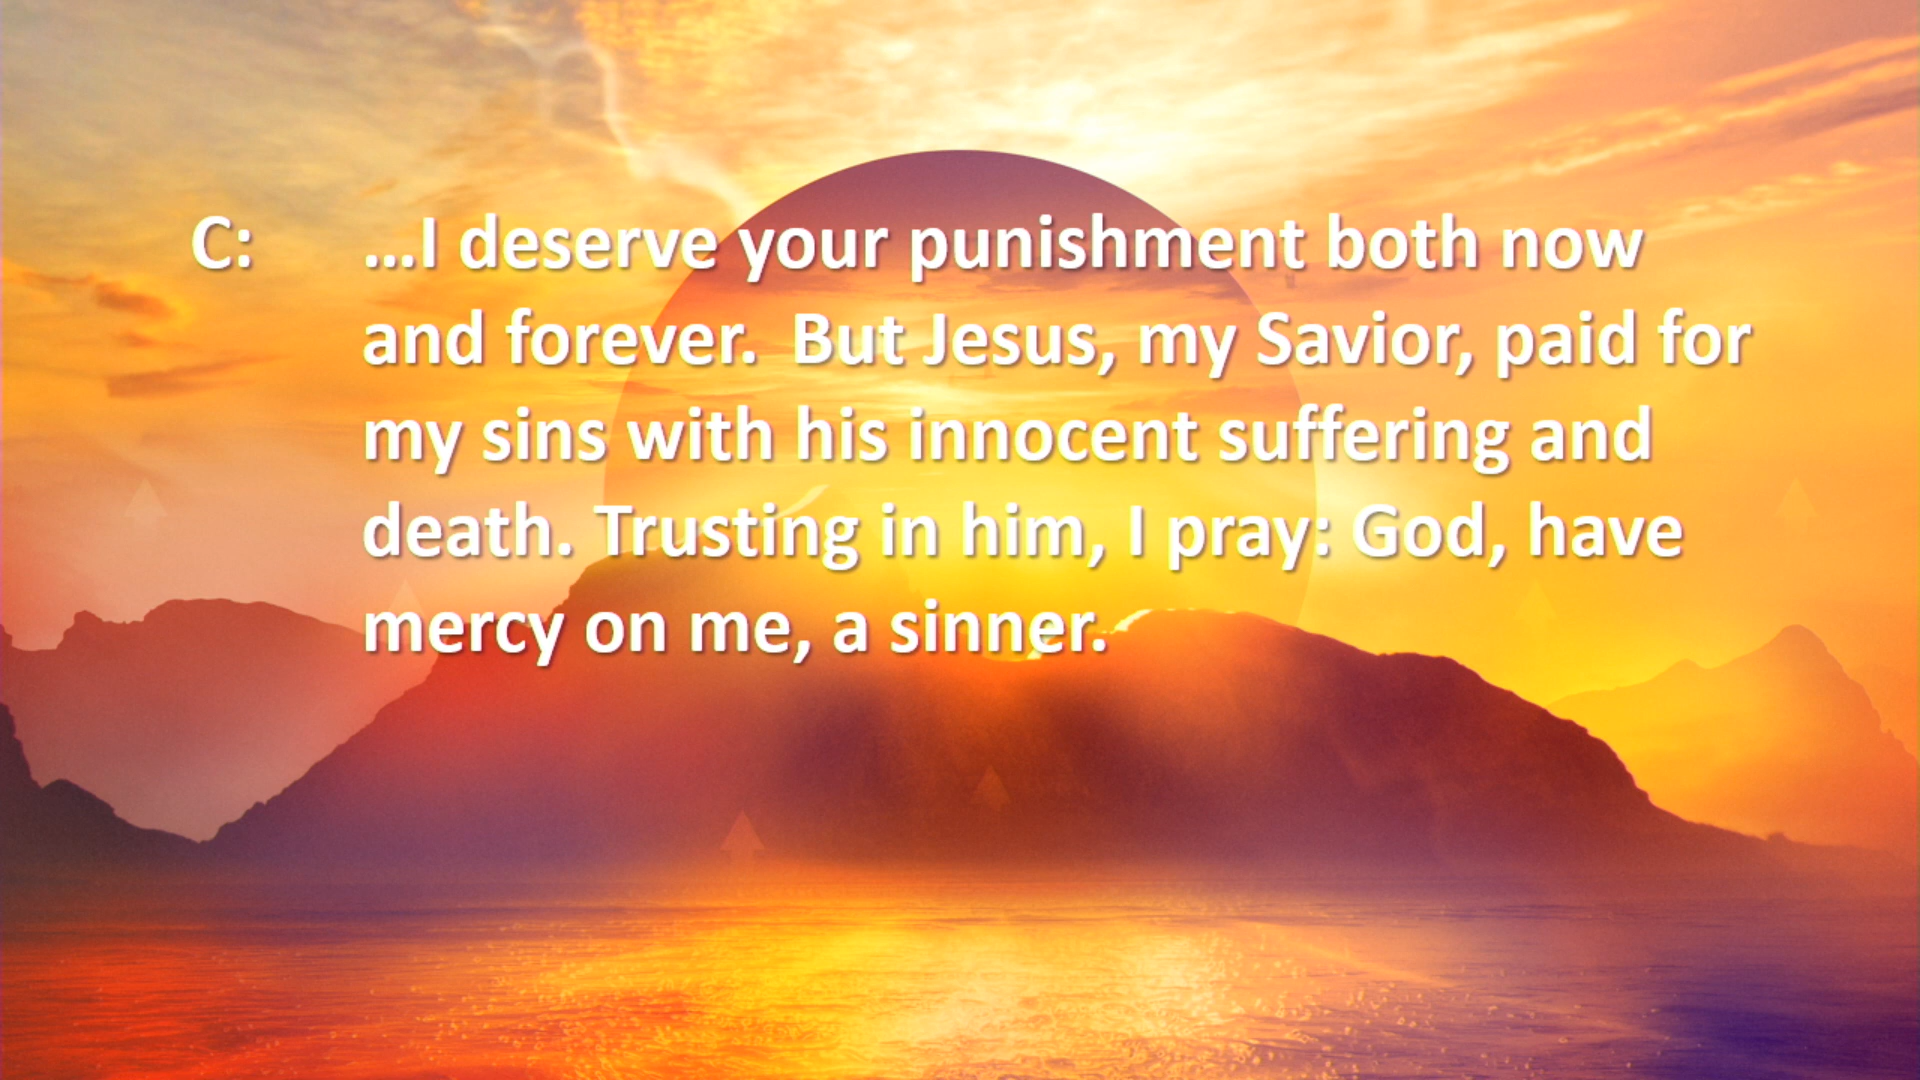 C: …I deserve your punishment both now
and forever. But Jesus, my Savior, paid for
my sins with his innocent suffering and
death. Trusting in him, I pray: God, have
mercy on me, a sinner.